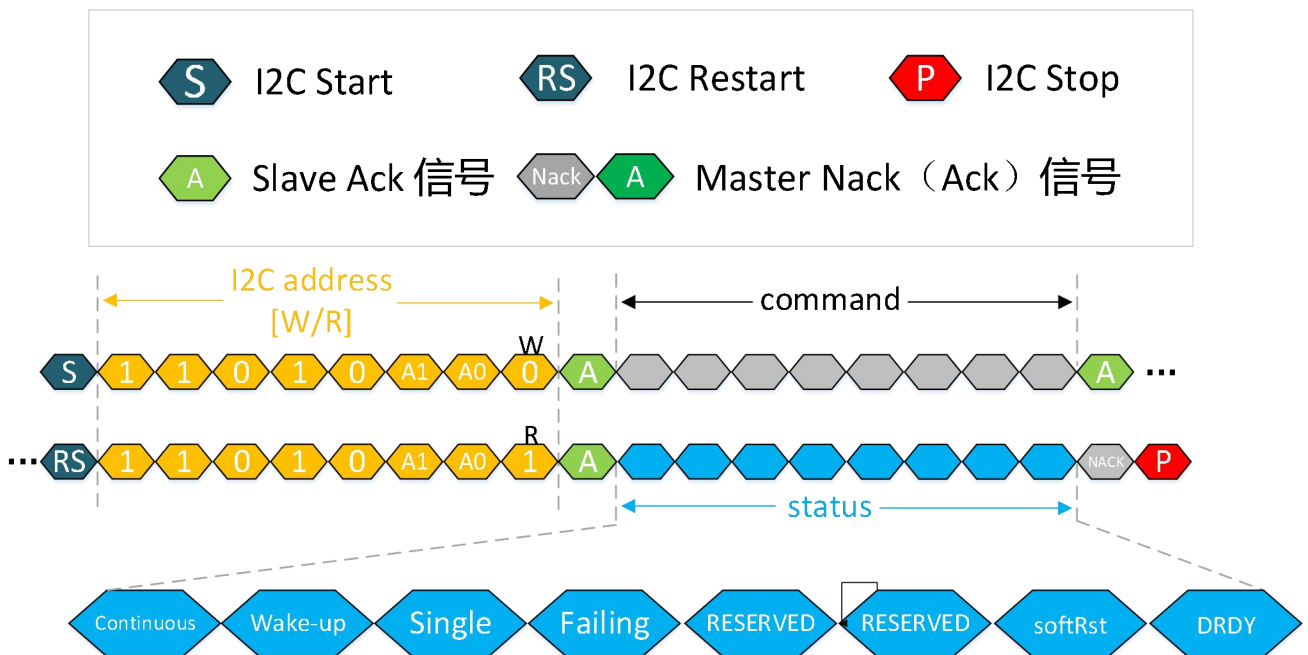 S I2C Start RS I2C Restart P I2C Stop
A Slave Ack 信号 Nack A Master Nack（Ack）信号
I2C address
[W/R]
command
W
S 1 1 0 1 0 A1 A0 0 A A ...
R
... RS 1 1 0 1 0 A1 A0 1 A NACK P
status
Continuous Wake-up Single Failing RESERVED RESERVED softRst DRDY